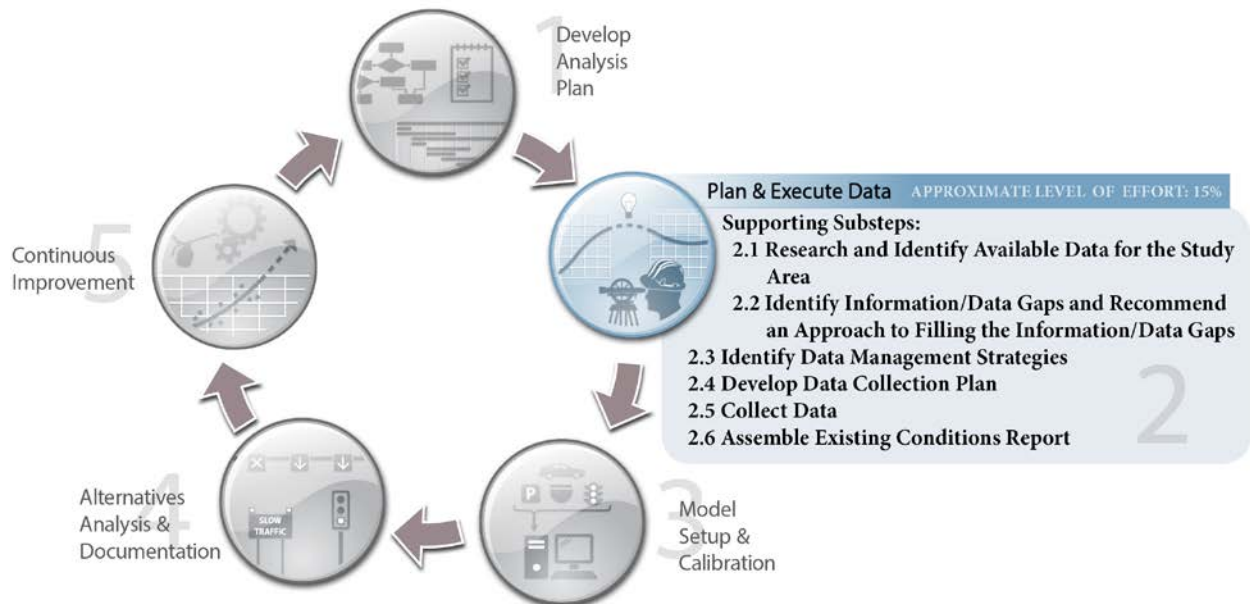 1
Develop
Analysis
Plan
Plan & Execute Data APPROXIMATE LEVEL OF EFFORT: 15%
Supporting Substeps:
2.1 Research and Identify Available Data for the Study
Area
2.2 Identify Information/Data Gaps and Recommend
an Approach to Filling the Information/Data Gaps
2.3 Identify Data Management Strategies
2.4 Develop Data Collection Plan
2.5 Collect Data
2.6 Assemble Existing Conditions Report
2
P
3
Model
Setup &
Calibration
SLOW
TRAFFIC
4
Alternatives
Analysis &
Documentation
5
Continuous
Improvement